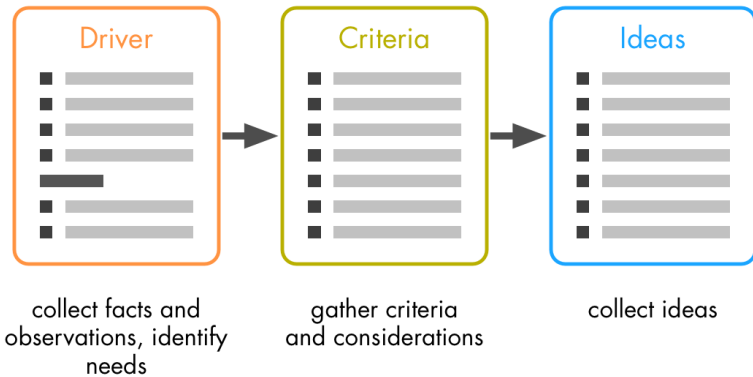 Driver
Criteria
Ideas
collect facts and
observations, identify
needs
gather criteria
and considerations
collect ideas